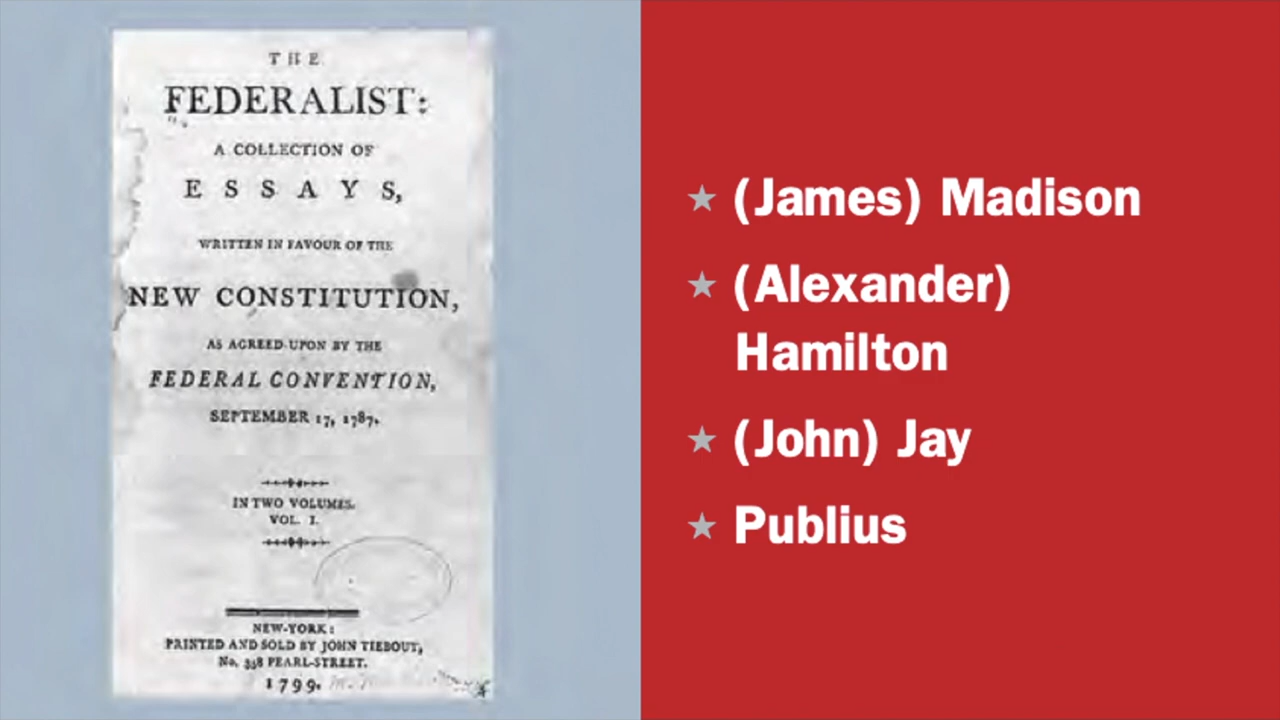 THE
FEDERALIST:
A COLLECTION OF
ESSAYS,
WRITTEN IN FAVOUR OF THE
NEW CONSTITUTION,
AS AGREED UPON BY THE
FEDERAL CONVENTION,
SEPTEMBER 17, 1787.
IN TWO VOLUMES.
VOL. I.
NEW-YORK:
PRINTED AND SOLD BY JOHN TIEBOUT,
No. 358 PEARL-STREET.
1799.
(James) Madison
(Alexander)
Hamilton
(John) Jay
Publius